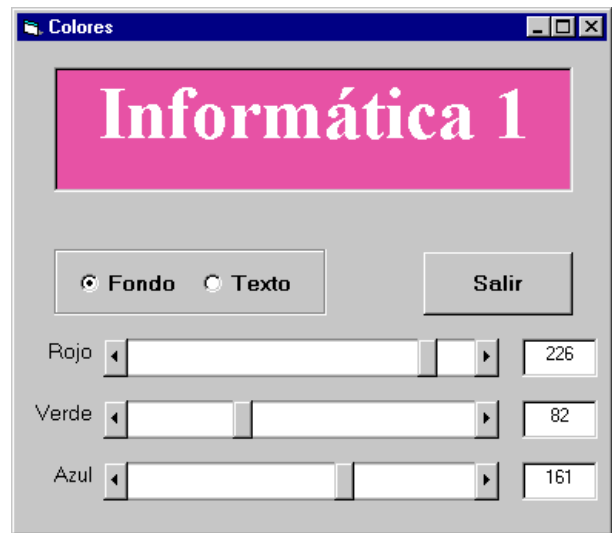 Colores
Informática 1
Fondo Texto
Salir
Rojo 226
Verde 82
Azul 161